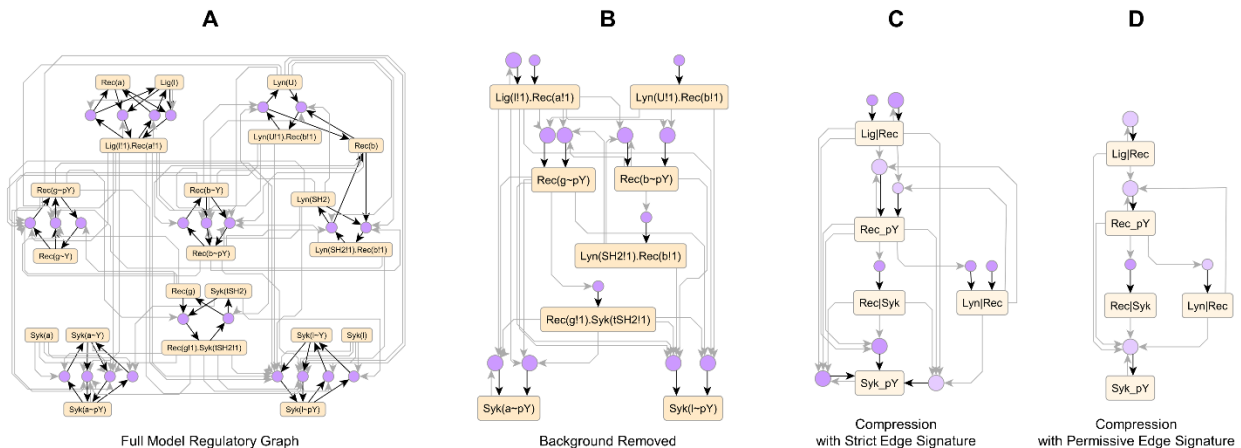 A
B
C
D
Rec(a)
Lig(l)
Lyn(U)
Lyn(U!1).Rec(b!1)
Lig(l!1).Rec(a!1)
Rec(b)
Rec(g~pY)
Rec(b~Y)
Lyn(SH2)
Rec(g~Y)
Rec(b~pY)
Lyn(SH2!1).Rec(b!1)
Rec(g)
Syk(tSH2)
Syk(a)
Syk(a~Y)
Rec(g!1).Syk(tSH2!1)
Syk(l~Y)
Syk(l)
Syk(a~pY)
Syk(l~pY)
Full Model Regulatory Graph
Lig(l!1).Rec(a!1)
Lyn(U!1).Rec(b!1)
Rec(g~pY)
Rec(b~pY)
Lyn(SH2!1).Rec(b!1)
Rec(g!1).Syk(tSH2!1)
Syk(a~pY)
Syk(l~pY)
Background Removed
Lig|Rec
Rec_pY
Rec|Syk
Lyn|Rec
Syk_pY
Compression
with Strict Edge Signature
Lig|Rec
Rec_pY
Rec|Syk
Lyn|Rec
Syk_pY
Compression
with Permissive Edge Signature